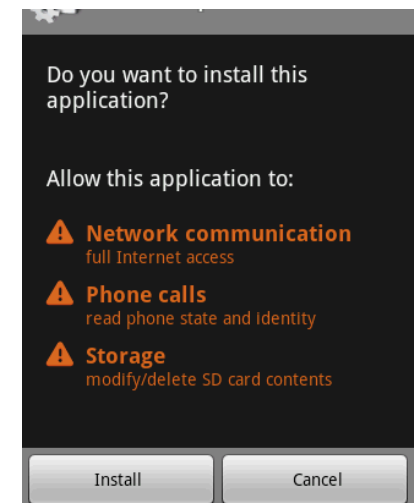 Do you want to install this
application?
Allow this application to:
Network communication
full Internet access
Phone calls
read phone state and identity
Storage
modify/delete SD card contents
Install
Cancel